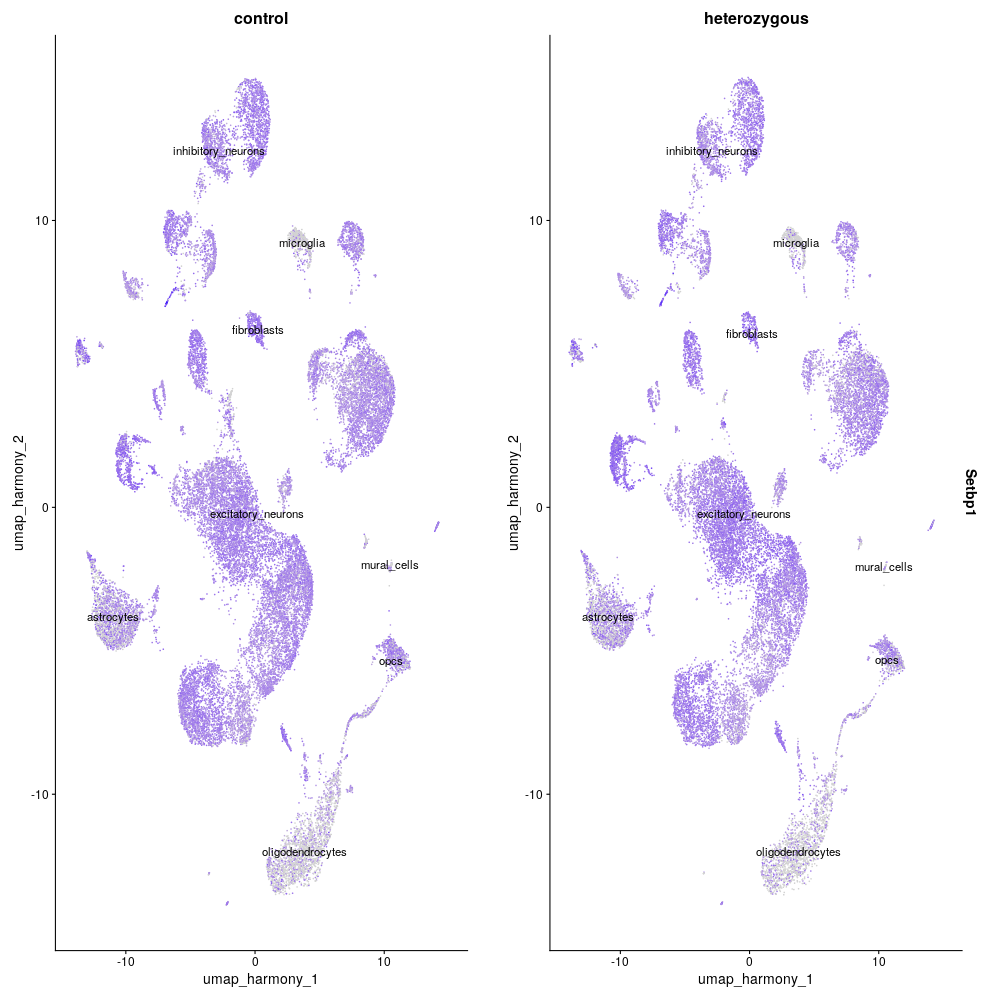 control
heterozygous
umap_harmony_2
10
0
-10
inhibitory_neurons
microglia
fibroblasts
excitatory_neurons
mural_cells
astrocytes
opcs
oligodendrocytes
-10
0
10
umap_harmony_1
umap_harmony_2
10
0
-10
inhibitory_neurons
microglia
fibroblasts
excitatory_neurons
mural_cells
astrocytes
opcs
oligodendrocytes
-10
0
10
umap_harmony_1
Setbp1